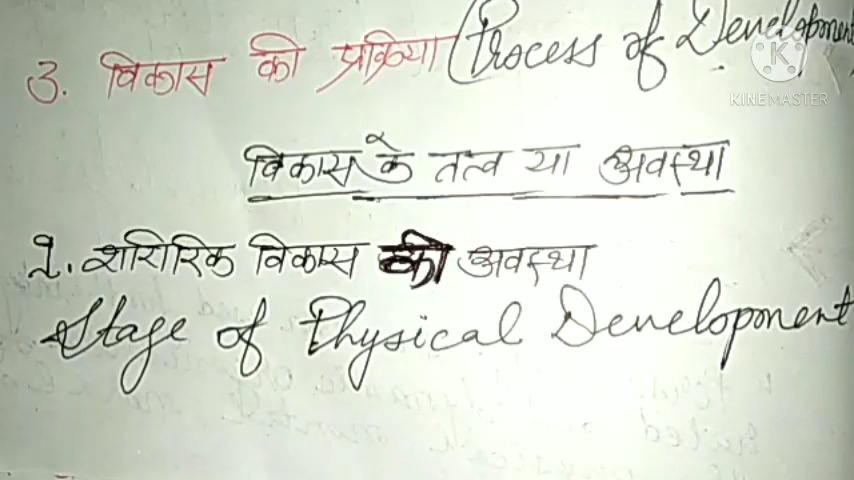 3. विकास की प्रक्रिया (Process of Development
KINEMASTER
विकास के तत्व या अवस्था
1. शारीरिक विकास की अवस्था
Stage of Physical Development